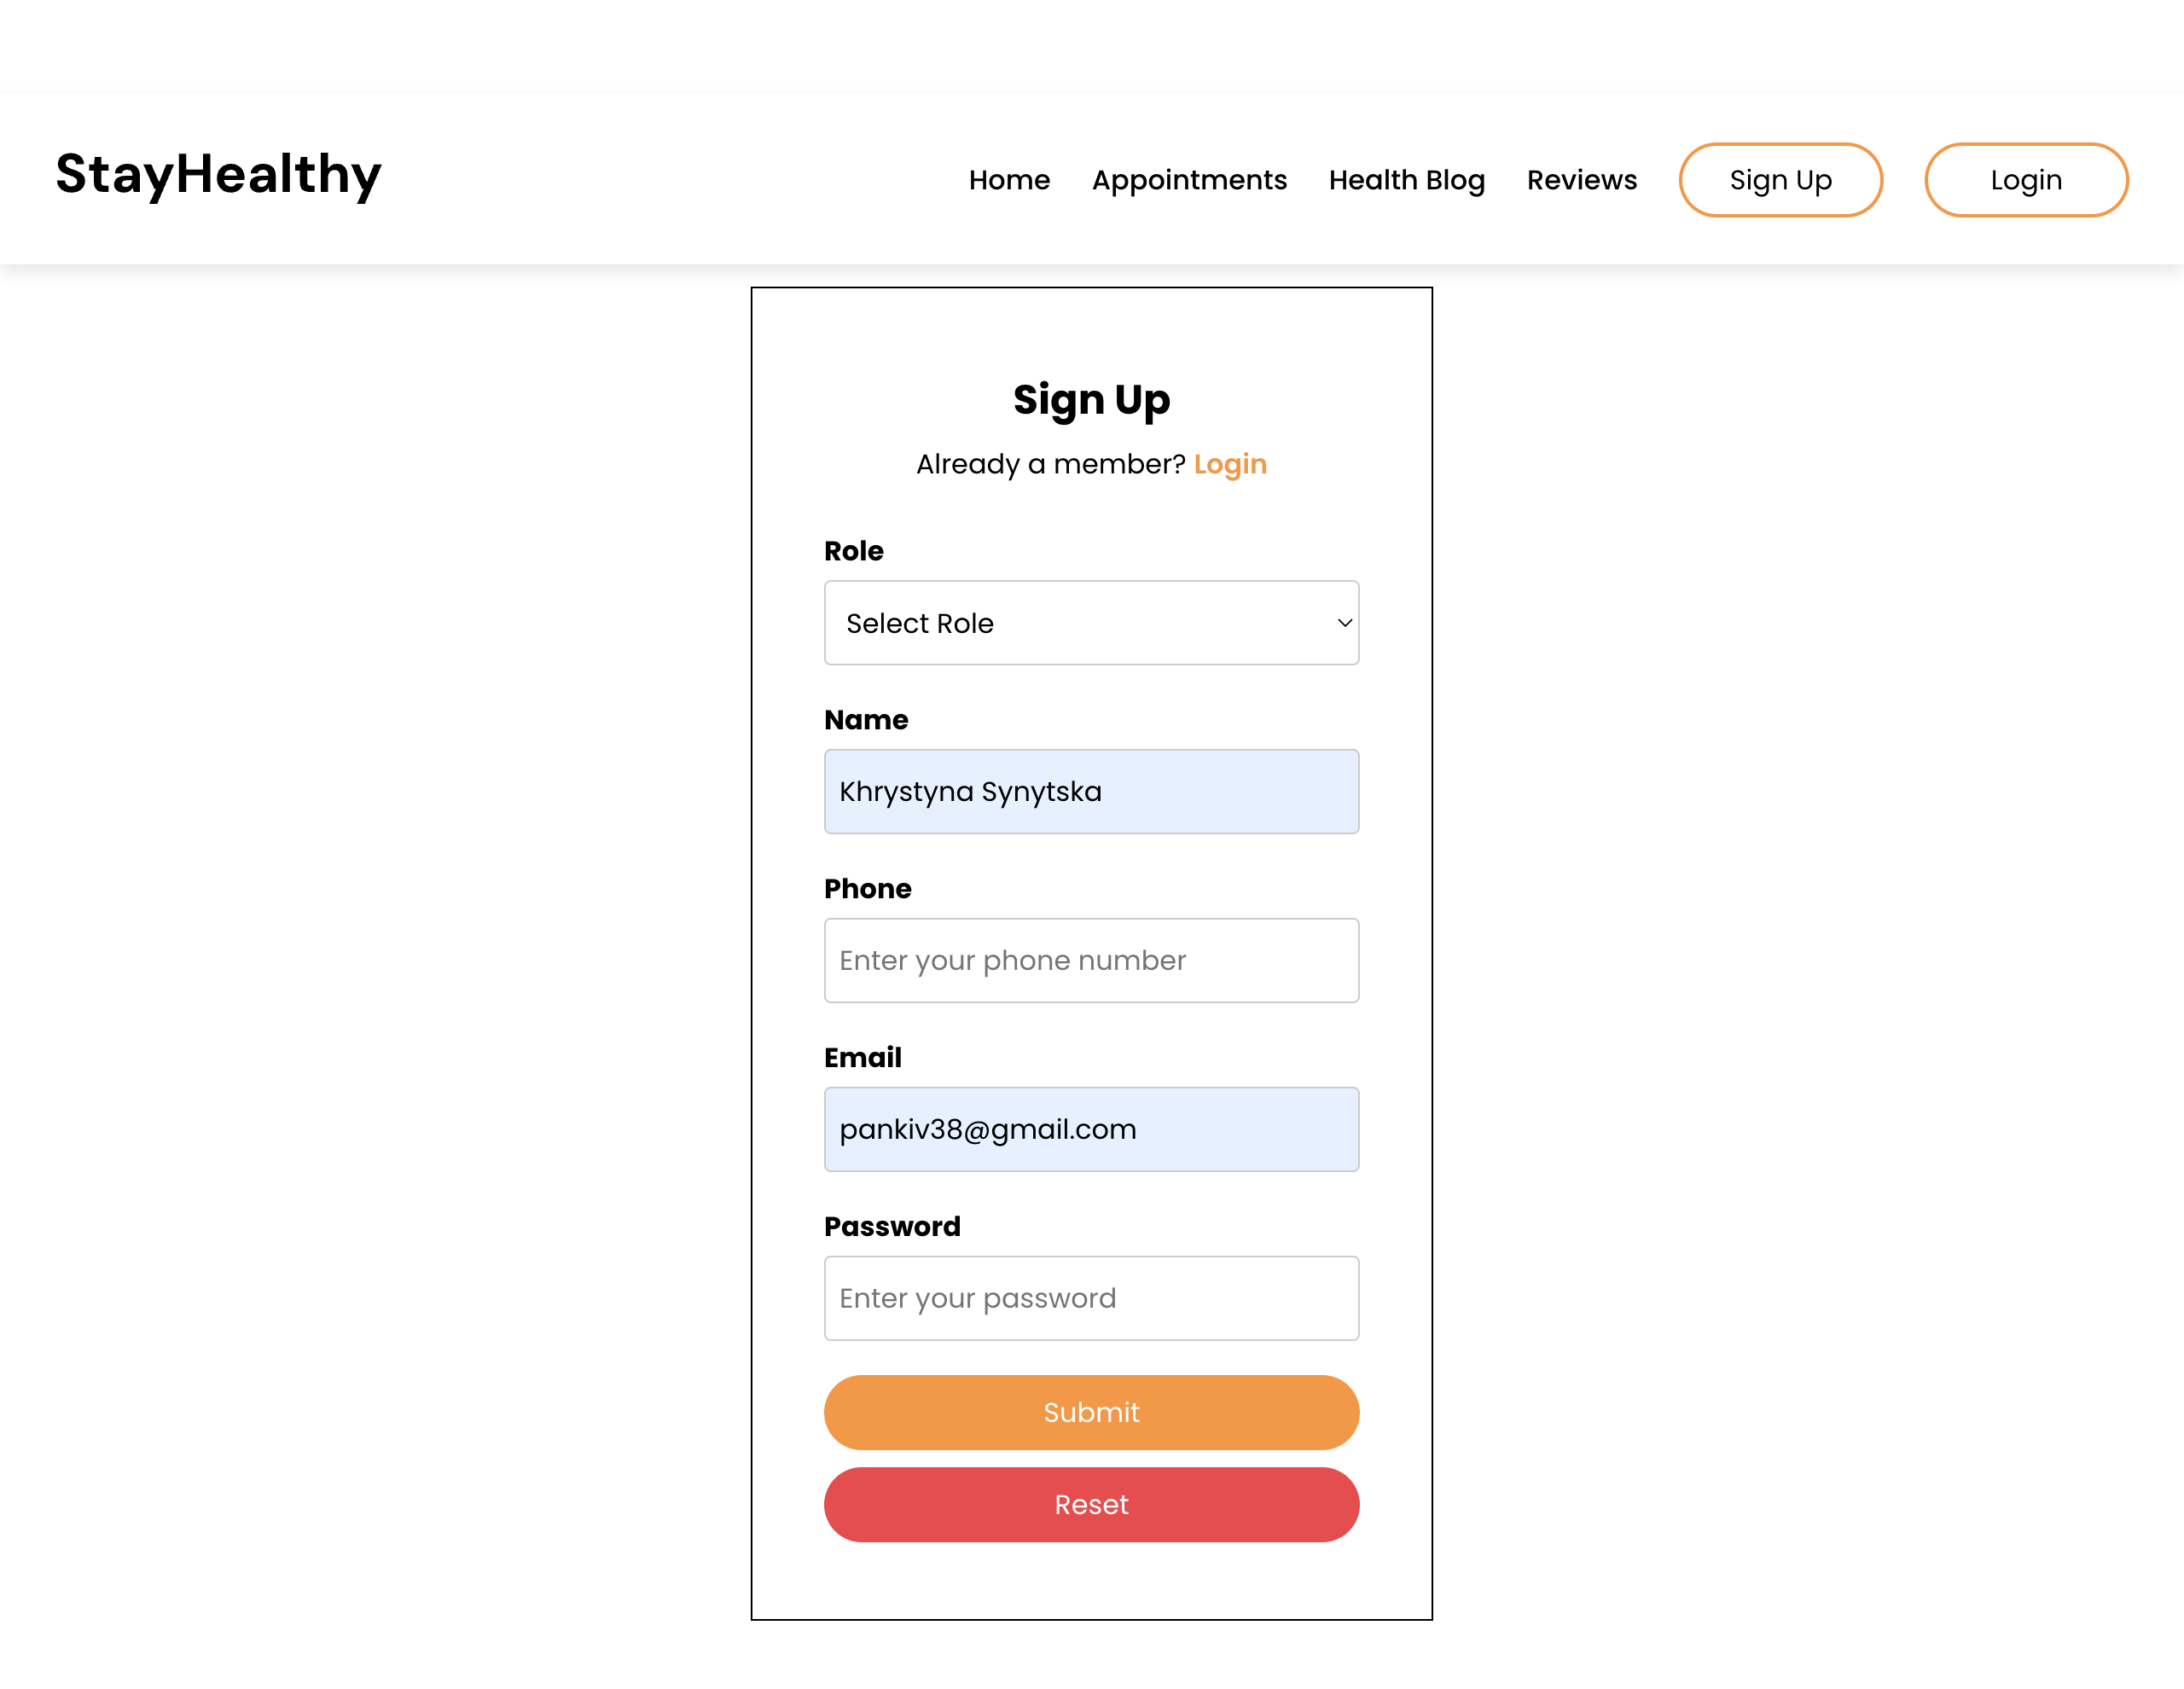 StayHealthy
Home Appointments Health Blog Reviews Sign Up Login
Sign Up
Already a member? Login
Role
Select Role
Name
Khrystyna Synytska
Phone
Enter your phone number
Email
pankiv38@gmail.com
Password
Enter your password
Submit
Reset